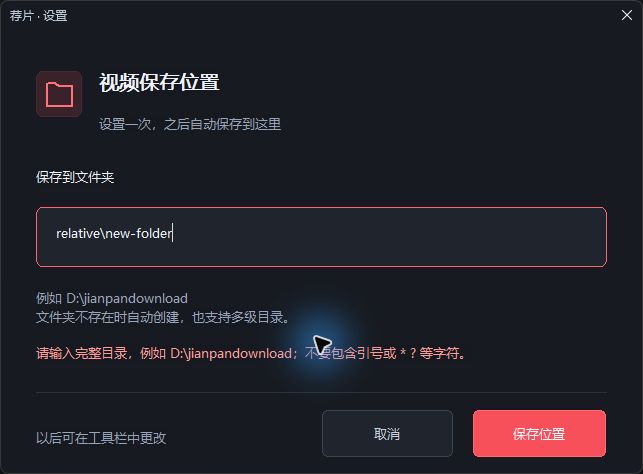 荐片 · 设置
视频保存位置
设置一次，之后自动保存到这里
保存到文件夹
relative\new-folder
例如 D:\jianpandownload
文件夹不存在时自动创建，也支持多级目录。
请输入完整目录，例如 D:\jianpandownload；不要包含引号或 * ? 等字符。
以后可在工具栏中更改
取消
保存位置